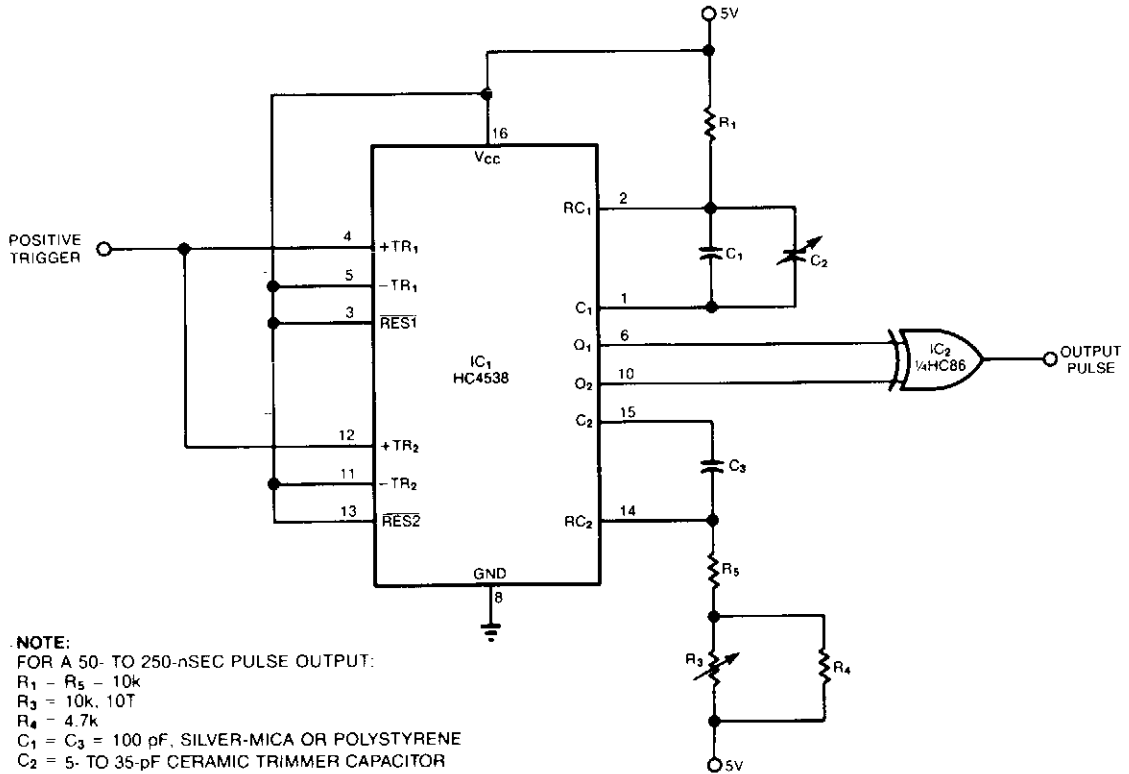 5V
16
VCC
R1
RC1
2
POSITIVE
TRIGGER
4
+TR1
C1
C2
5
-TR1
C1
1
3
RES1
O1
6
IC1
HC4538
IC2
¼HC86
OUTPUT
PULSE
O2
10
C2
15
12
+TR2
C3
11
-TR2
13
RES2
RC2
14
R5
GND
8
R3
R4
5V
NOTE:
FOR A 50- TO 250-nSEC PULSE OUTPUT:
R1 - R5 - 10k
R3 = 10k, 10T
R4 - 4.7k
C1 = C3 = 100 pF, SILVER-MICA OR POLYSTYRENE
C2 = 5- TO 35-pF CERAMIC TRIMMER CAPACITOR